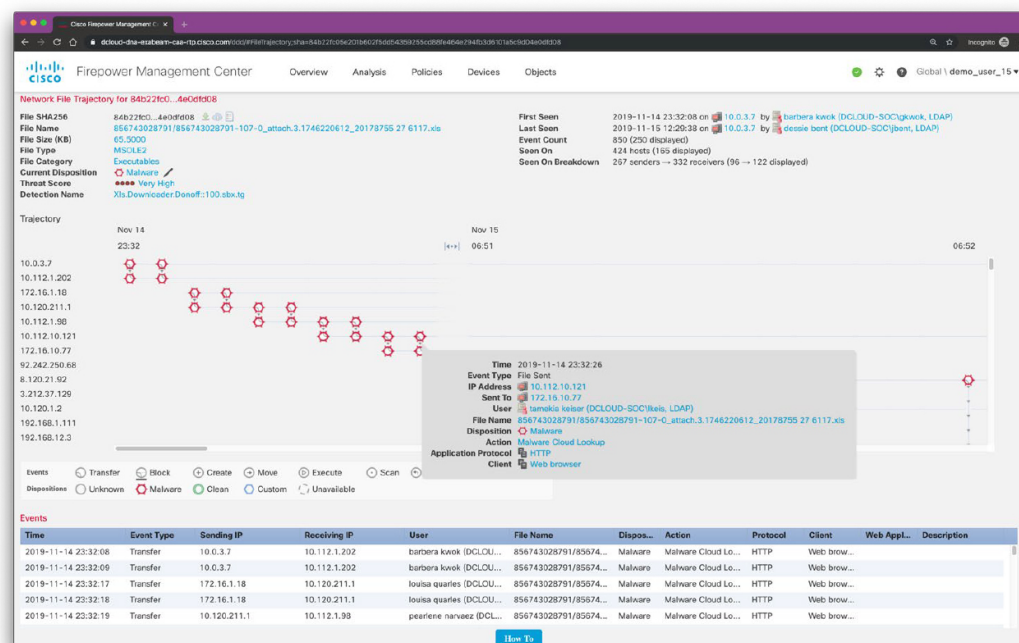 Cisco Firepower Management C
dcloud-dna-esabeam-caa-rtp.cisco.com
Incognito
CISCO
Firepower Management Center
Overview
Analysis
Policies
Devices
Objects
Global \ demo_user_15
Network File Trajectory for 84b22fc0...4e0dfd08
File SHA256 84b22fc0...4e0dfd08
File Name 856743028791/856743028791-107-0_attach.3.1746220612_20178755 27 6117.xls
File Size (KB) 65.5000
File Type MSOLE2
File Category Executables
Current Disposition Malware
Threat Score Very High
Detection Name Xls.Downloader.Donoff::100.sbx.tg
First Seen 2019-11-14 23:32:08 on 10.0.3.7 by barbera kwok (DCLOUD-SOC\gkwok, LDAP)
Last Seen 2019-11-15 12:29:38 on 10.0.3.7 by dessie bent (DCLOUD-SOC\jbent, LDAP)
Event Count 850 (250 displayed)
Seen On 424 hosts (165 displayed)
Seen On Breakdown 267 senders → 332 receivers (96 → 122 displayed)
Trajectory
Nov 14
Nov 15
23:32
06:51
06:52
10.0.3.7
10.112.1.202
172.16.1.18
10.120.211.1
10.112.1.98
10.112.10.121
172.16.10.77
92.242.250.68
8.120.21.92
3.212.37.129
10.120.1.2
192.168.1.111
192.168.12.3
Time 2019-11-14 23:32:26
Event Type File Sent
IP Address 10.112.10.121
Sent To 172.16.10.77
User tamekia keiser (DCLOUD-SOC\lkeis, LDAP)
File Name 856743028791/856743028791-107-0_attach.3.1746220612_20178755 27 6117.xls
Disposition Malware
Action Malware Cloud Lookup
Application Protocol HTTP
Client Web browser
Events Transfer Block Create Move Execute Scan
Dispositions Unknown Malware Clean Custom Unavailable
Events
Time Event Type Sending IP Receiving IP User File Name Dispos... Action Protocol Client Web Appl... Description
2019-11-14 23:32:08 Transfer 10.0.3.7 10.112.1.202 barbera kwok (DCLOU... 856743028791/85674... Malware Malware Cloud Lo... HTTP Web brow...
2019-11-14 23:32:09 Transfer 10.0.3.7 10.112.1.202 barbera kwok (DCLOU... 856743028791/85674... Malware Malware Cloud Lo... HTTP Web brow...
2019-11-14 23:32:17 Transfer 172.16.1.18 10.120.211.1 louisa quarles (DCLOU... 856743028791/85674... Malware Malware Cloud Lo... HTTP Web brow...
2019-11-14 23:32:18 Transfer 172.16.1.18 10.120.211.1 louisa quarles (DCLOU... 856743028791/85674... Malware Malware Cloud Lo... HTTP Web brow...
2019-11-14 23:32:19 Transfer 10.120.211.1 10.112.1.98 pearlene narvaez (DCL... 856743028791/85674... Malware Malware Cloud Lo... HTTP Web brow...
How To